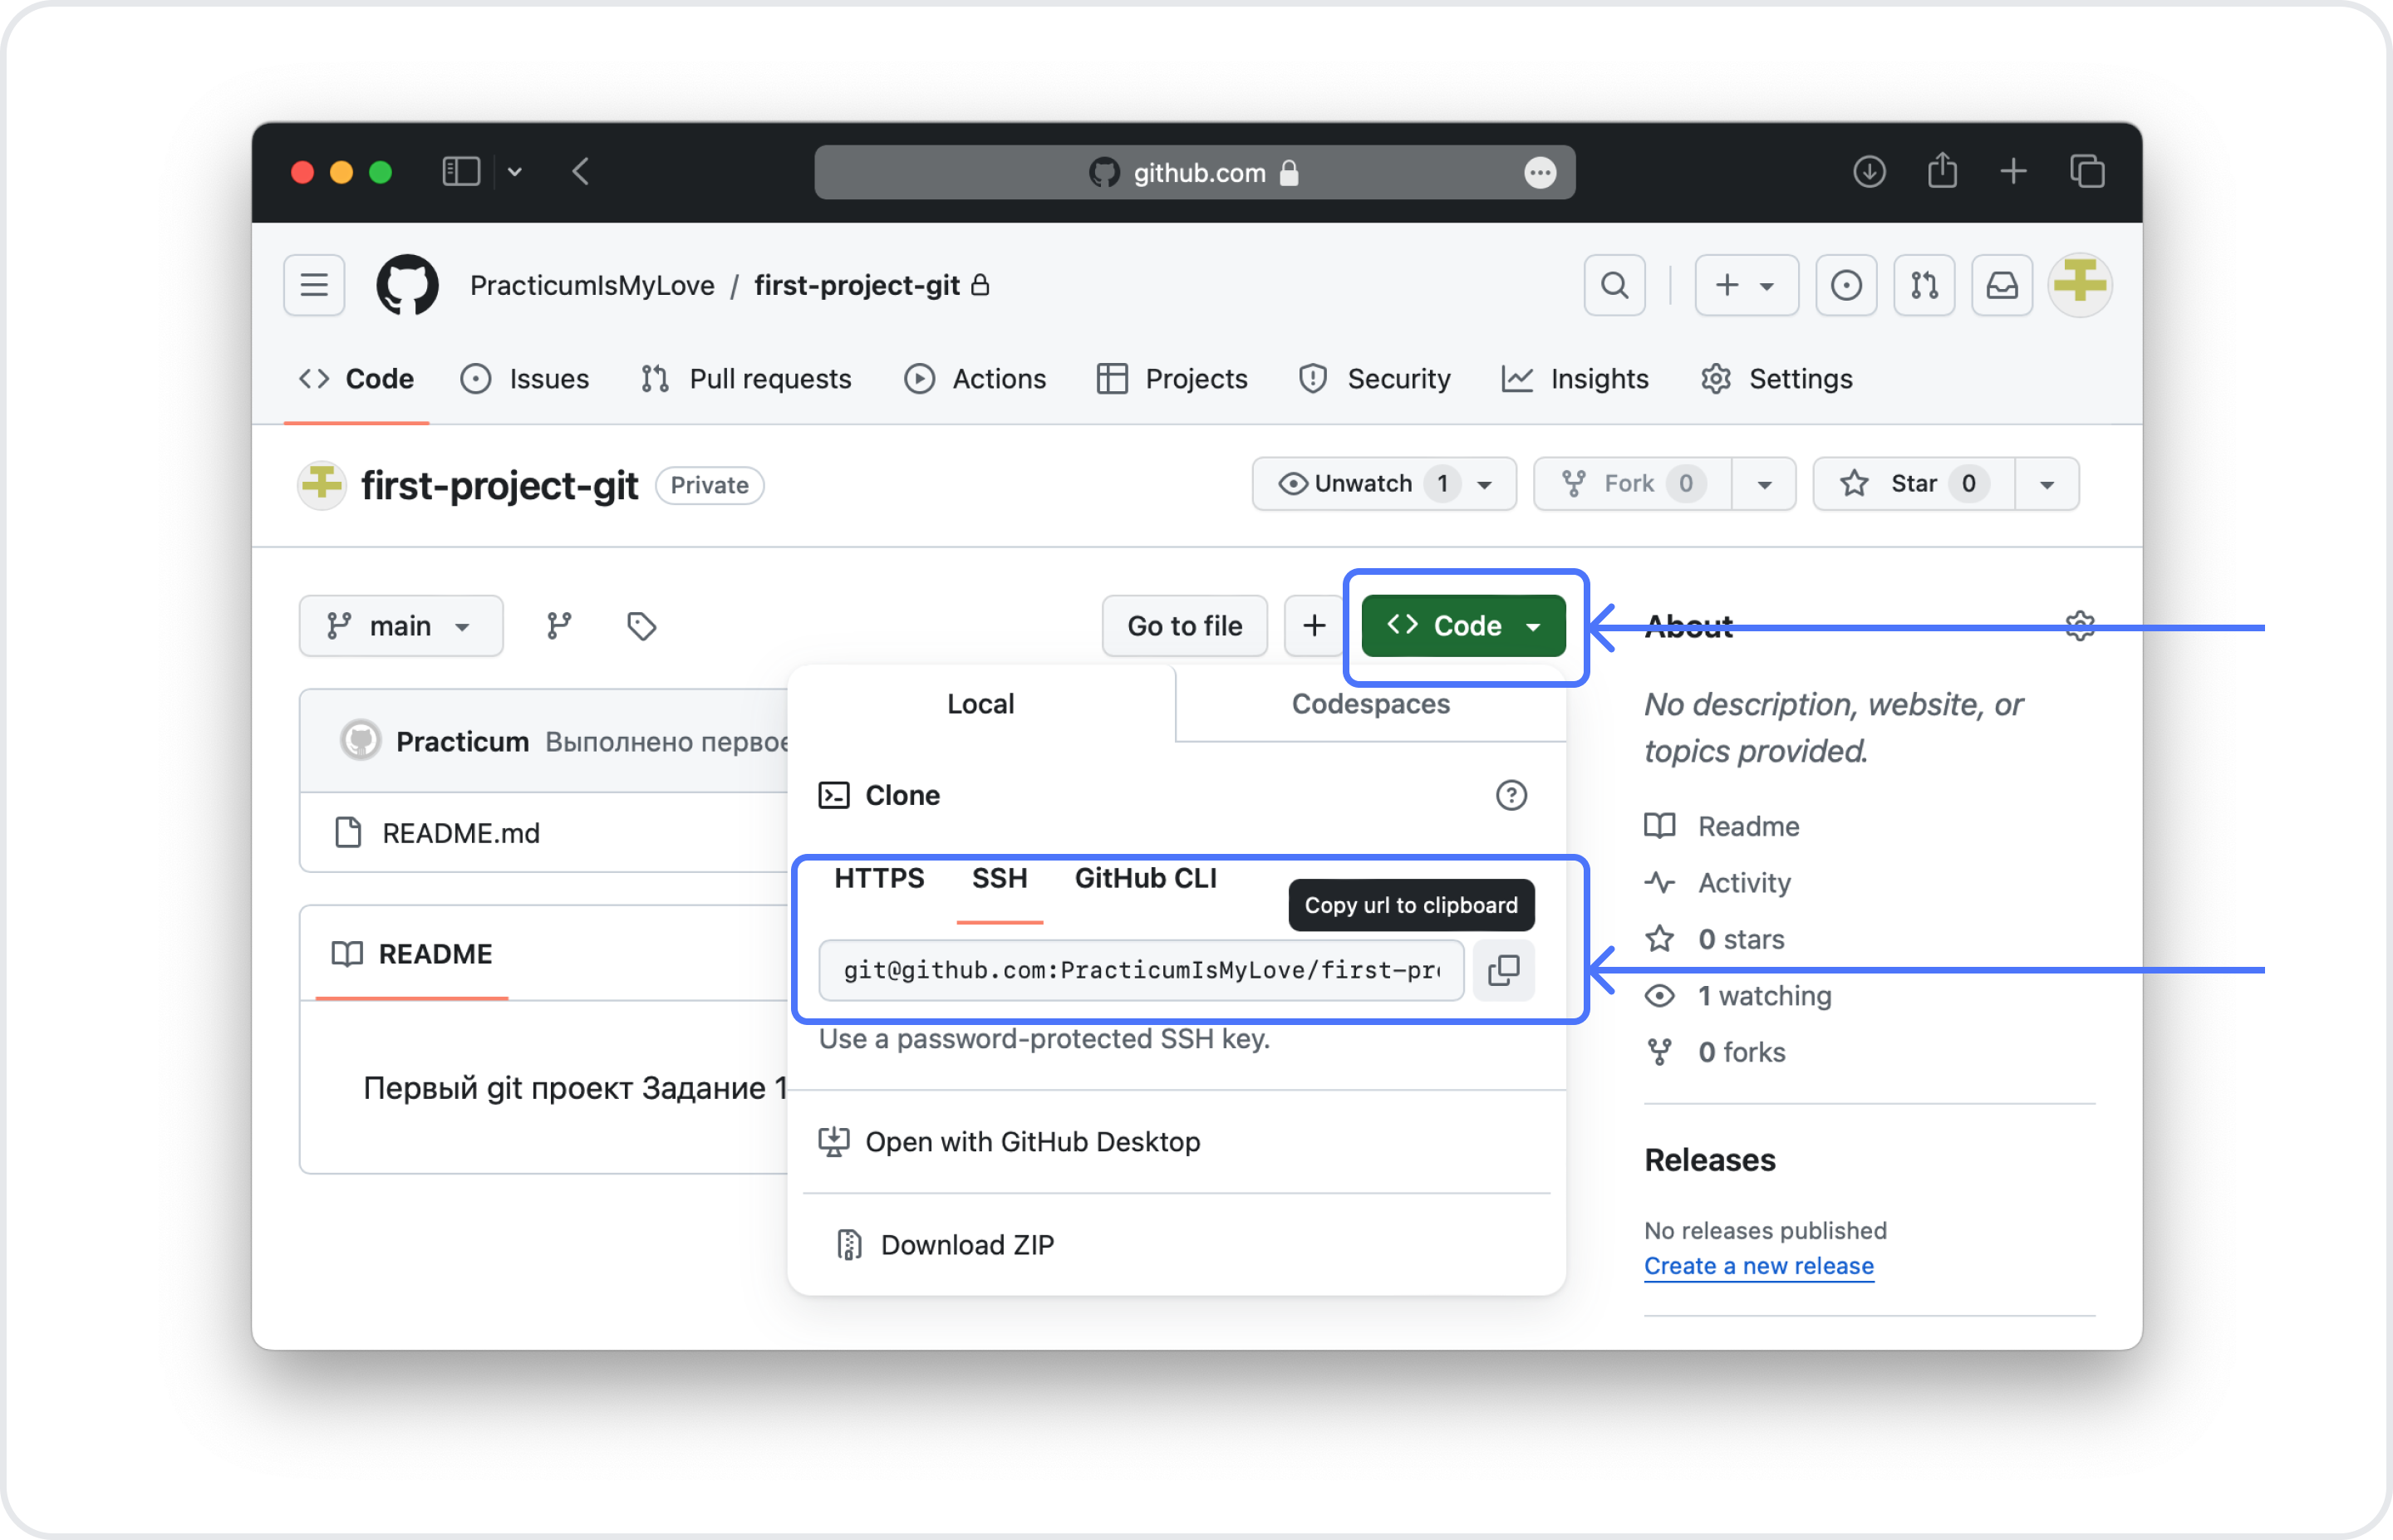 github.com
PracticumIsMyLove / first-project-git
Code Issues Pull requests Actions Projects Security Insights Settings
first-project-git Private
Unwatch 1 Fork 0 Star 0
main Go to file + Code
About
Local Codespaces
No description, website, or
topics provided.
Practicum Выполнено первое
Clone
README.md
Readme
HTTPS SSH GitHub CLI
Activity
Copy url to clipboard
0 stars
README
git@github.com:PracticumIsMyLove/first-pr
1 watching
Use a password-protected SSH key.
0 forks
Первый git проект Задание 1
Open with GitHub Desktop
Releases
No releases published
Download ZIP
Create a new release